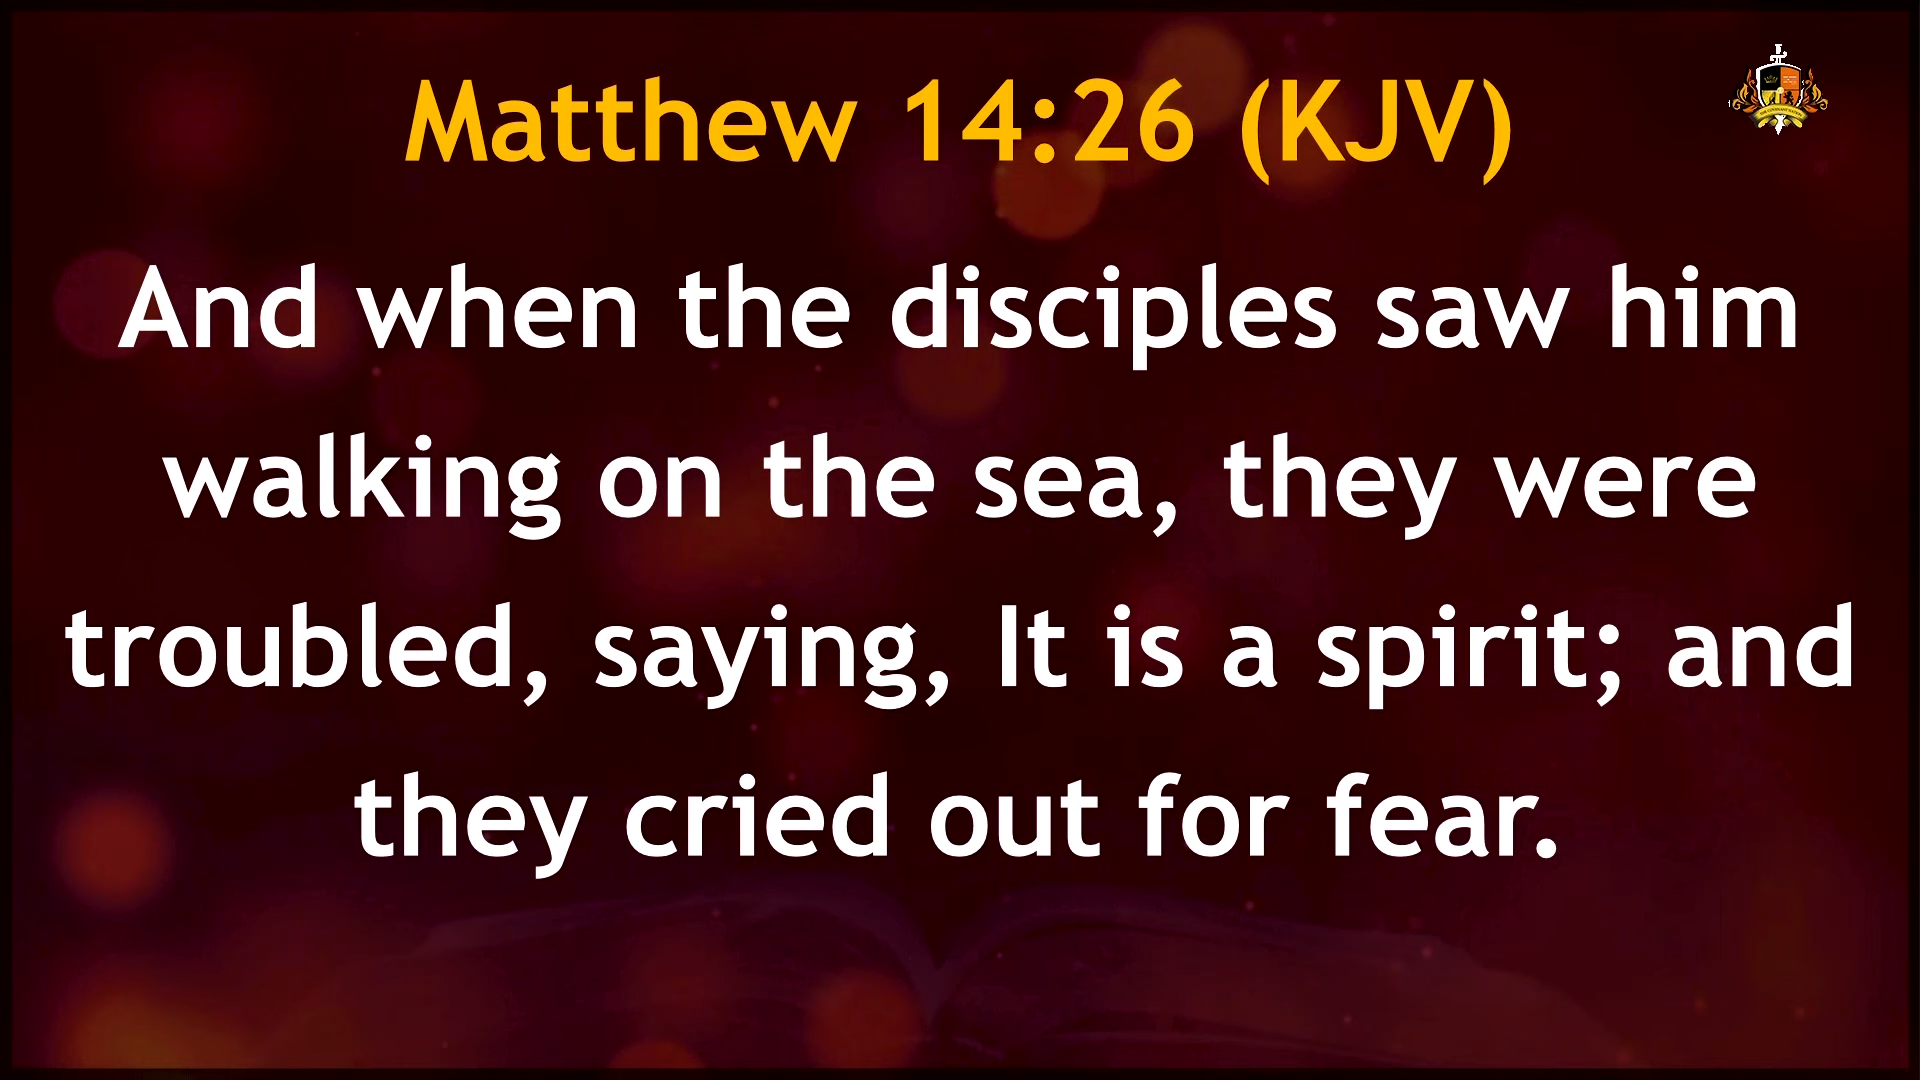 Matthew 14:26 (KJV)
And when the disciples saw him
walking on the sea, they were
troubled, saying, It is a spirit; and
they cried out for fear.